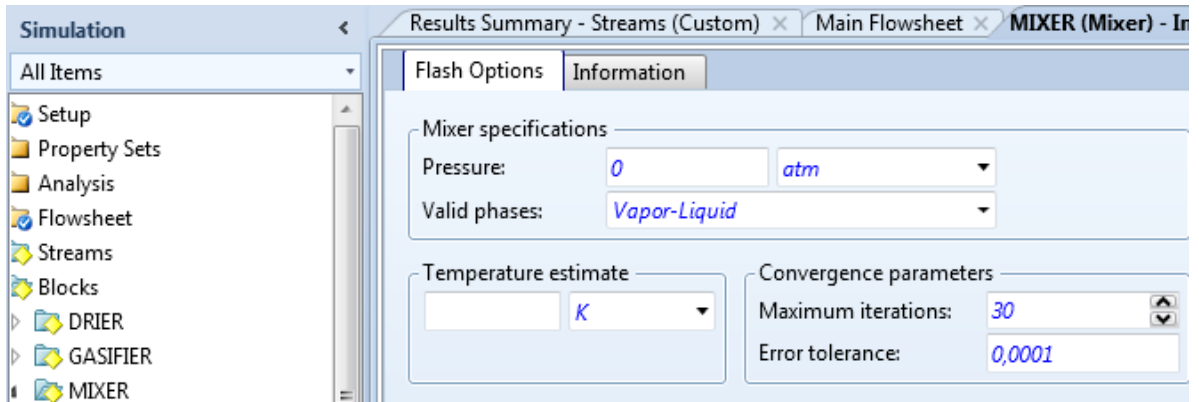 Simulation
All Items
Setup
Property Sets
Analysis
Flowsheet
Streams
Blocks
DRIER
GASIFIER
MIXER
Results Summary - Streams (Custom) Main Flowsheet MIXER (Mixer) - In
Flash Options Information
Mixer specifications
Pressure: 0 atm
Valid phases: Vapor-Liquid
Temperature estimate
K
Convergence parameters
Maximum iterations: 30
Error tolerance: 0,0001